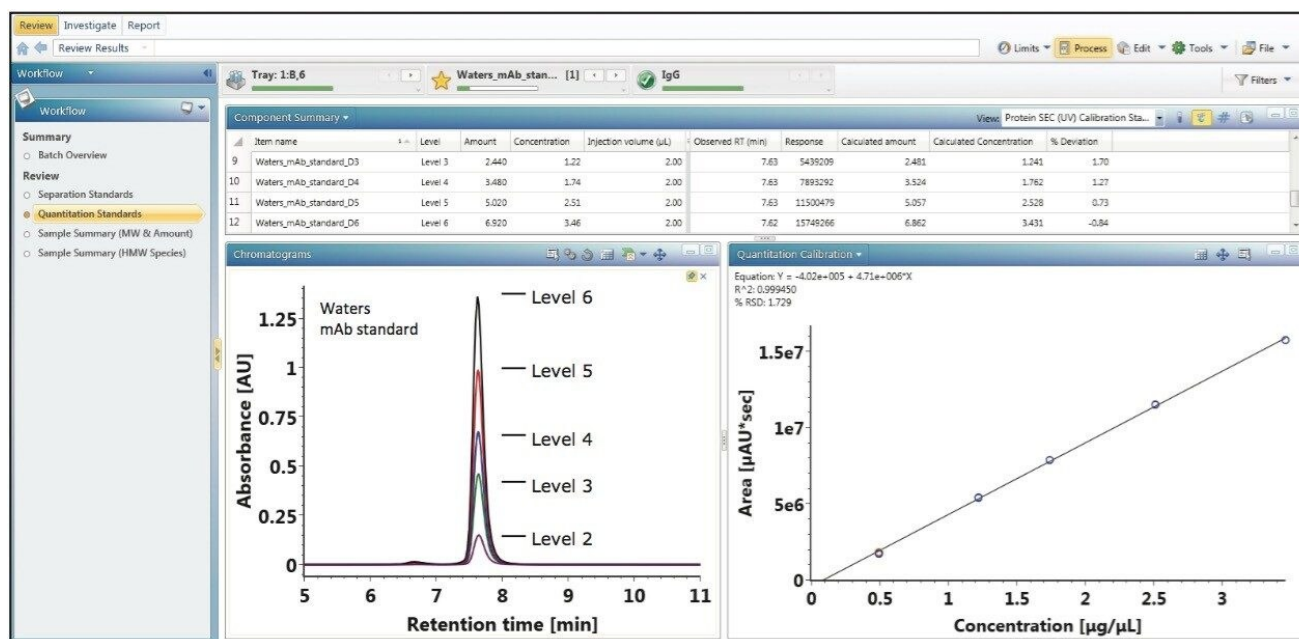 Review Investigate Report
Review Results Limits Process Edit Tools File
Workflow Tray: 1:B,6 Waters_mAb_stan... [1] IgG Filters
Workflow
Summary
Batch Overview
Review
Separation Standards
Quantitation Standards
Sample Summary (MW & Amount)
Sample Summary (HMW Species)
Component Summary View: Protein SEC (UV) Calibration Sta...
Item name 1 Level Amount Concentration Injection volume (µL) Observed RT (min) Response Calculated amount Calculated Concentration % Deviation
9 Waters_mAb_standard_D3 Level 3 2.440 1.22 2.00 7.63 5439209 2.481 1.241 1.70
10 Waters_mAb_standard_D4 Level 4 3.480 1.74 2.00 7.63 7893292 3.524 1.762 1.27
11 Waters_mAb_standard_D5 Level 5 5.020 2.51 2.00 7.63 11500479 5.057 2.528 0.73
12 Waters_mAb_standard_D6 Level 6 6.920 3.46 2.00 7.62 15749266 6.862 3.431 -0.84
Chromatograms
Waters
mAb standard
Level 6
Level 5
Level 4
Level 3
Level 2
Absorbance [AU]
1.25
1
0.75
0.5
0.25
0
5 6 7 8 9 10 11
Retention time [min]
Quantitation Calibration
Equation: Y = -4.02e+005 + 4.71e+006*X
R^2: 0.999450
% RSD: 1.729
Area [µAU*sec]
1.5e7
1e7
5e6
0
0 0.5 1 1.5 2 2.5 3
Concentration [µg/µL]